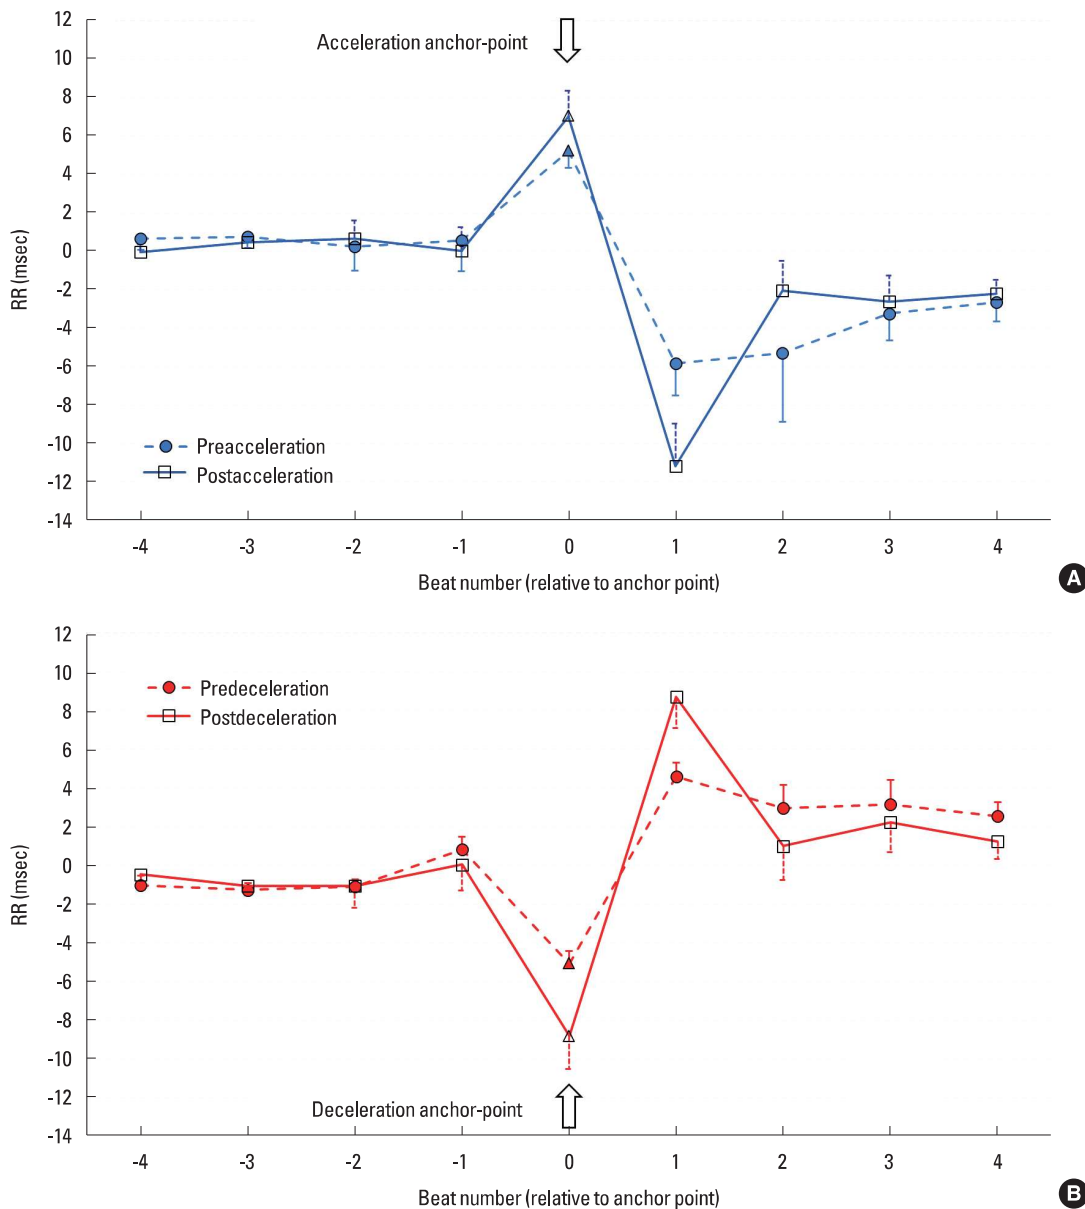 12
10
8
6
4
2
0
-2
-4
-6
-8
-10
-12
-14
RR (msec)
Acceleration anchor-point
Preacceleration
Postacceleration
-4 -3 -2 -1 0 1 2 3 4
Beat number (relative to anchor point)
A
12
10
8
6
4
2
0
-2
-4
-6
-8
-10
-12
-14
RR (msec)
Predeceleration
Postdeceleration
Deceleration anchor-point
-4 -3 -2 -1 0 1 2 3 4
Beat number (relative to anchor point)
B